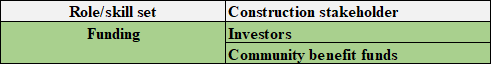 Role/skill set Construction stakeholder
Funding Investors
Community benefit funds